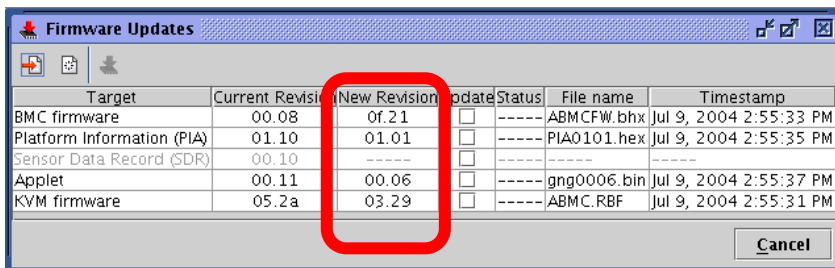 Firmware Updates
Target Current Revision New Revision Update Status File name Timestamp
BMC firmware 00.08 0f.21 ----- ABMCFW.bhx Jul 9, 2004 2:55:33 PM
Platform Information (PIA) 01.10 01.01 ----- PIA0101.hex Jul 9, 2004 2:55:35 PM
Sensor Data Record (SDR) 00.10 ----- ----- ----- -----
Applet 00.11 00.06 ----- gng0006.bin Jul 9, 2004 2:55:37 PM
KVM firmware 05.2a 03.29 ----- ABMC.RBF Jul 9, 2004 2:55:31 PM
Cancel